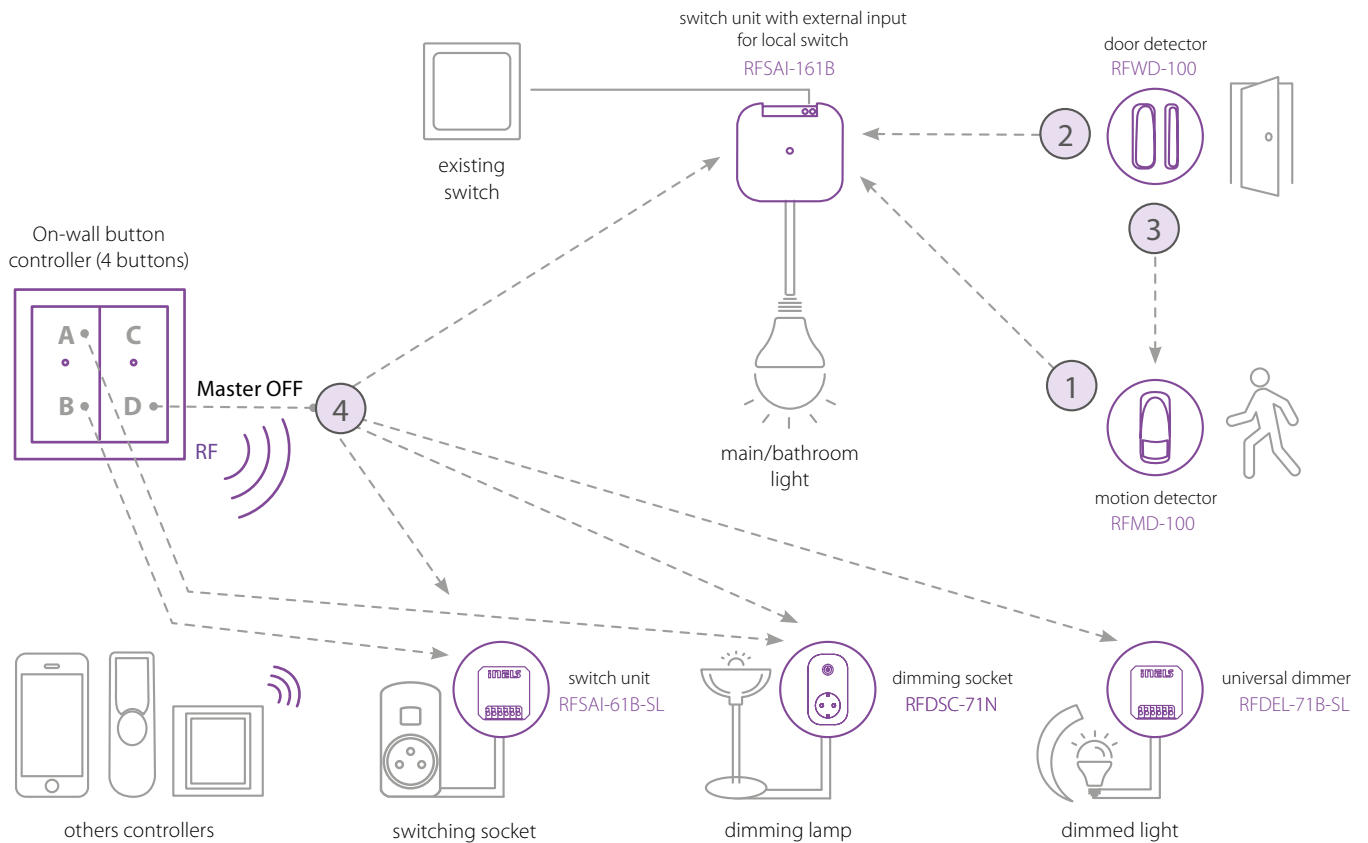 switch unit with external input
for local switch
RFSAI-161B
door detector
RFWD-100
2
existing
switch
3
On-wall button
controller (4 buttons)
A
C
B
D
Master OFF
4
RF
1
main/bathroom
light
motion detector
RFMD-100
inels
switch unit
RFSAI-61B-SL
dimming socket
RFDSC-71N
inels
universal dimmer
RFDEL-71B-SL
others controllers
switching socket
dimming lamp
dimmed light